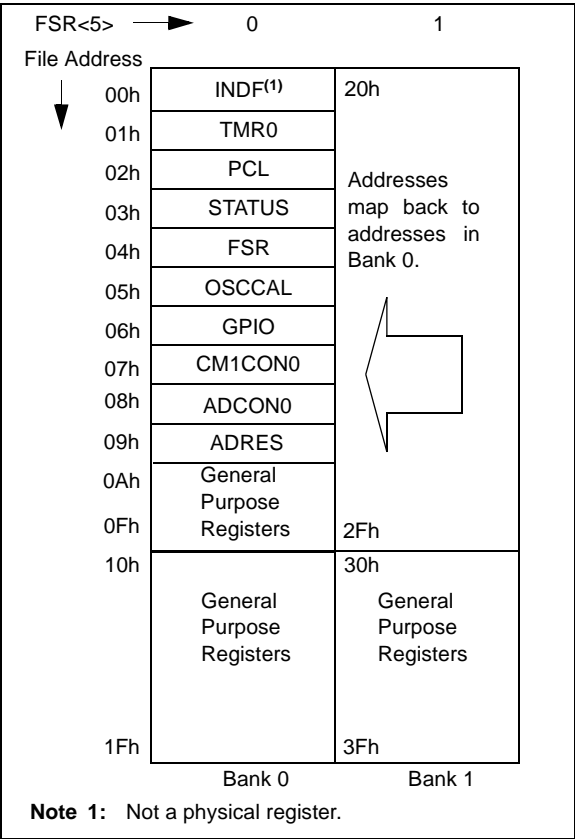 FSR<5> 0 1
File Address
00h INDF(1) 20h
01h TMR0
02h PCL
Addresses
map back to
addresses in
Bank 0.
03h STATUS
04h FSR
05h OSCCAL
06h GPIO
07h CM1CON0
08h ADCON0
09h ADRES
0Ah General
Purpose
0Fh Registers 2Fh
10h 30h
General
Purpose
Registers
General
Purpose
Registers
1Fh 3Fh
Bank 0 Bank 1
Note 1: Not a physical register.